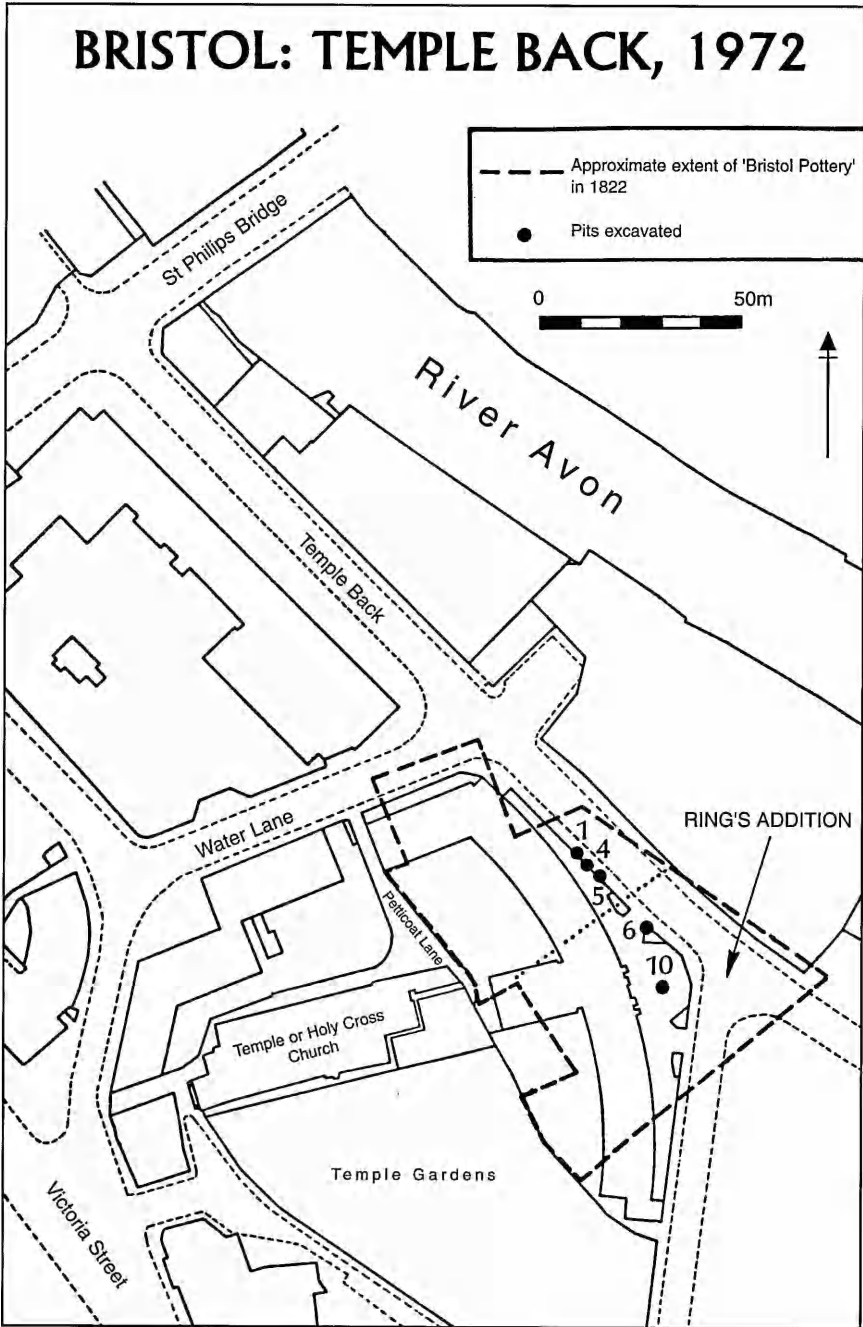 BRISTOL: TEMPLE BACK, 1972
Approximate extent of 'Bristol Pottery'
in 1822
Pits excavated
0 50m
St Philips Bridge
River Avon
Temple Back
Water Lane
RING'S ADDITION
1
4
5
6
10
Petticoat Lane
Temple or Holy Cross
Church
Temple Gardens
Victoria Street